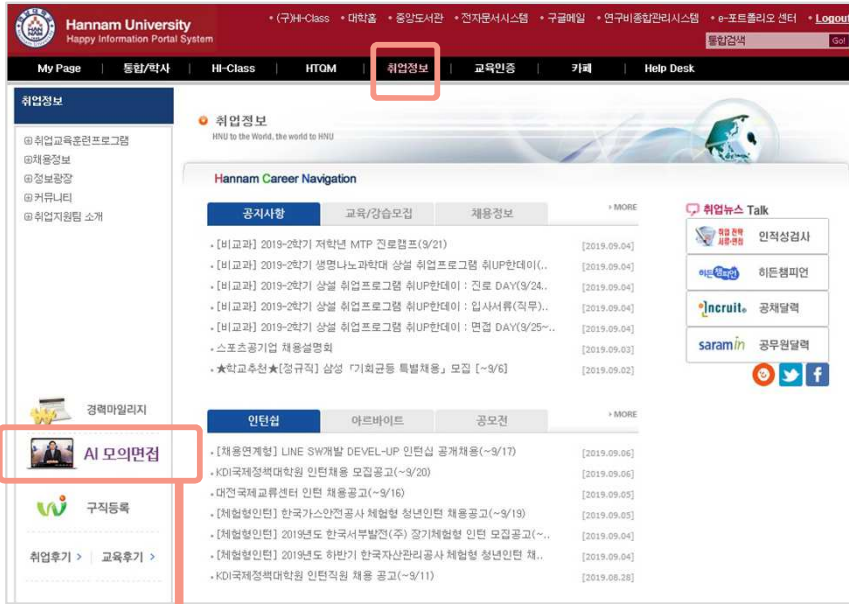 Hannam University
Happy Information Portal System
• (구)Hi-Class • 대학홈 • 중앙도서관 • 전자문서시스템 • 구글메일 • 연구비종합관리시스템 • e-포트폴리오 센터 • Logout
통합검색 Go!
My Page | 통합/학사 | HI-Class | HTQM | 취업정보 | 교육인증 | 카페 | Help Desk
취업정보
취업교육훈련프로그램
채용정보
정보광장
커뮤니티
취업지원팀 소개
경력마일리지
AI 모의면접
구직등록
취업후기 > 교육후기 >
취업정보
HNU to the World, the world to HNU
Hannam Career Navigation
공지사항 교육/강습모집 채용정보 MORE
[비교과] 2019-2학기 저학년 MTP 진로캠프(9/21) [2019.09.04]
[비교과] 2019-2학기 생명나노과학대 상설 취업프로그램 취UP한데이(.. [2019.09.04]
[비교과] 2019-2학기 상설 취업프로그램 취UP한데이 : 진로 DAY(9/24.. [2019.09.04]
[비교과] 2019-2학기 상설 취업프로그램 취UP한데이 : 입사서류(직무).. [2019.09.04]
[비교과] 2019-2학기 상설 취업프로그램 취UP한데이 : 면접 DAY(9/25~.. [2019.09.04]
스포츠공기업 채용설명회 [2019.09.03]
★학교추천★[정규직] 삼성 「기회균등 특별채용」 모집 [~9/6] [2019.09.02]
인턴쉽 아르바이트 공모전 MORE
[채용연계형] LINE SW개발 DEVEL-UP 인턴십 공개채용(~9/17) [2019.09.06]
KDI국제정책대학원 인턴채용 모집공고(~9/20) [2019.09.06]
대전국제교류센터 인턴 채용공고(~9/16) [2019.09.05]
[체험형인턴] 한국가스안전공사 체험형 청년인턴 채용공고(~9/19) [2019.09.05]
[체험형인턴] 2019년도 한국서부발전(주) 장기체험형 인턴 모집공고(~.. [2019.09.04]
[체험형인턴] 2019년도 하반기 한국자산관리공사 체험형 청년인턴 채.. [2019.09.04]
KDI국제정책대학원 인턴직원 채용 공고(~9/11) [2019.08.28]
취업뉴스 Talk
취업 전략 서류·면접 인적성검사
히든챔피언 히든챔피언
incruit 공채달력
saramin 공무원달력